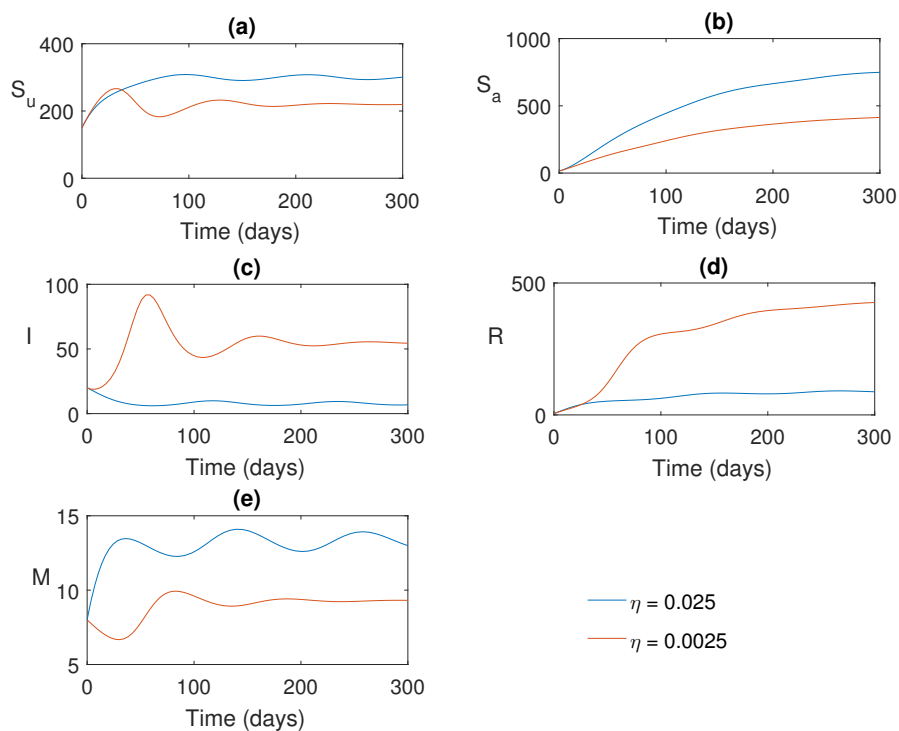 (a)
400
200
0
S_u
0 100 200 300
Time (days)
(b)
1000
500
0
S_a
0 100 200 300
Time (days)
(c)
100
50
0
I
0 100 200 300
Time (days)
(d)
500
0
R
0 100 200 300
Time (days)
(e)
15
10
5
M
0 100 200 300
Time (days)
η = 0.025
η = 0.0025